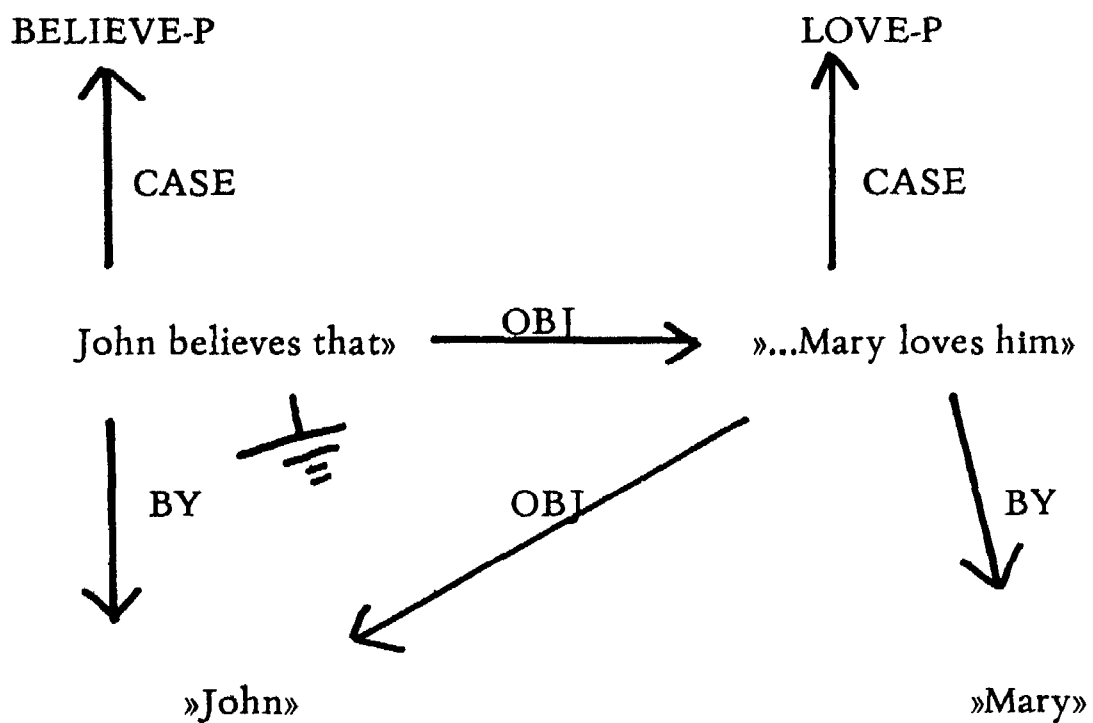 BELIEVE-P
LOVE-P
CASE
CASE
John believes that»
OBJ
»...Mary loves him»
BY
OBJ
BY
»John»
»Mary»